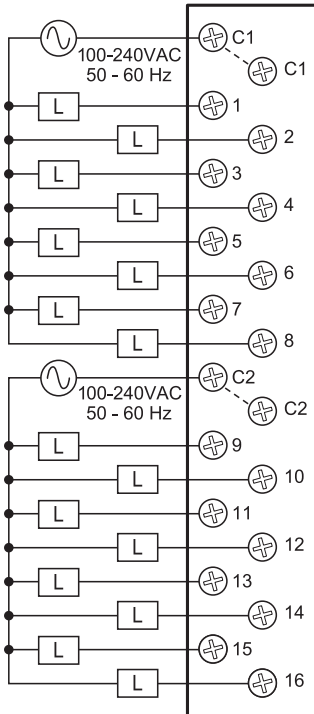 C1
100-240VAC
50 - 60 Hz
C1
L 1
L 2
L 3
L 4
L 5
L 6
L 7
L 8
C2
100-240VAC
50 - 60 Hz
C2
L 9
L 10
L 11
L 12
L 13
L 14
L 15
L 16